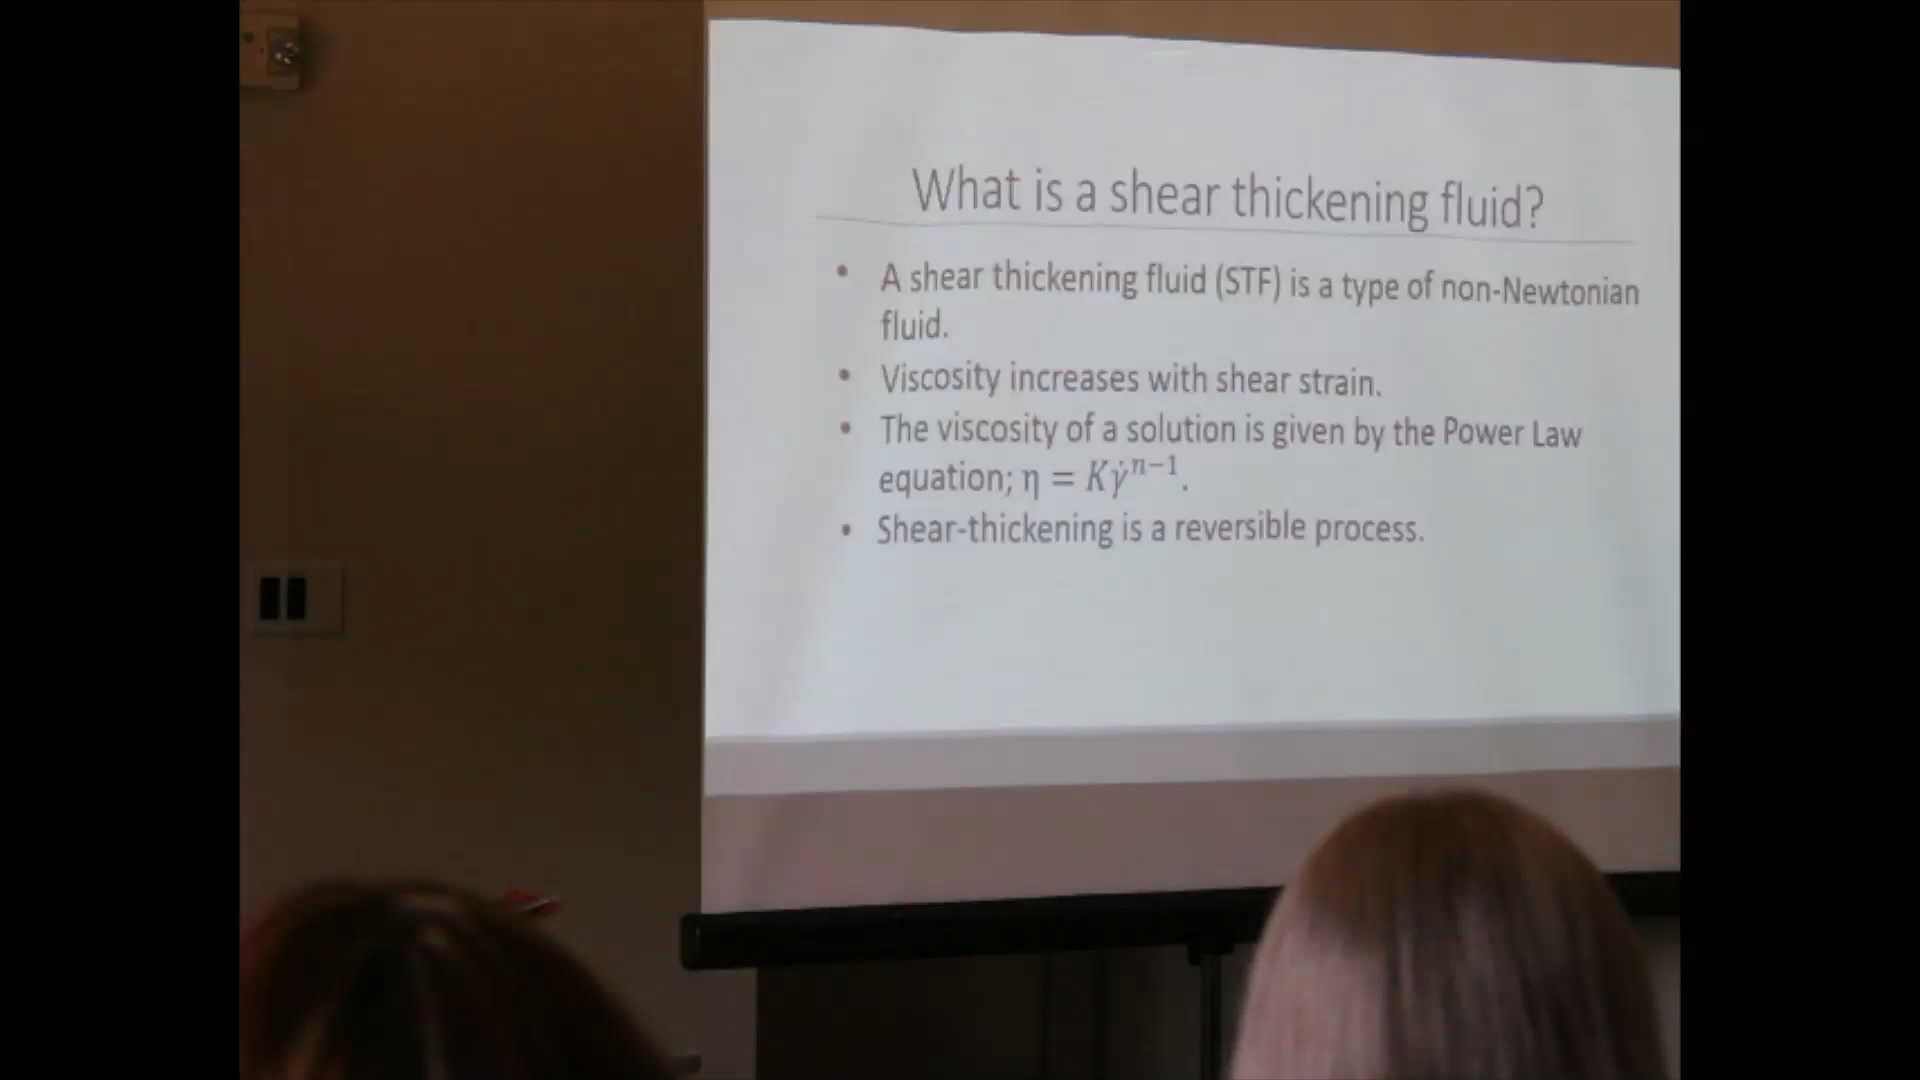 What is a shear thickening fluid?
• A shear thickening fluid (STF) is a type of non-Newtonian
fluid.
• Viscosity increases with shear strain.
• The viscosity of a solution is given by the Power Law
equation; η = Kγ̇ⁿ⁻¹.
• Shear-thickening is a reversible process.